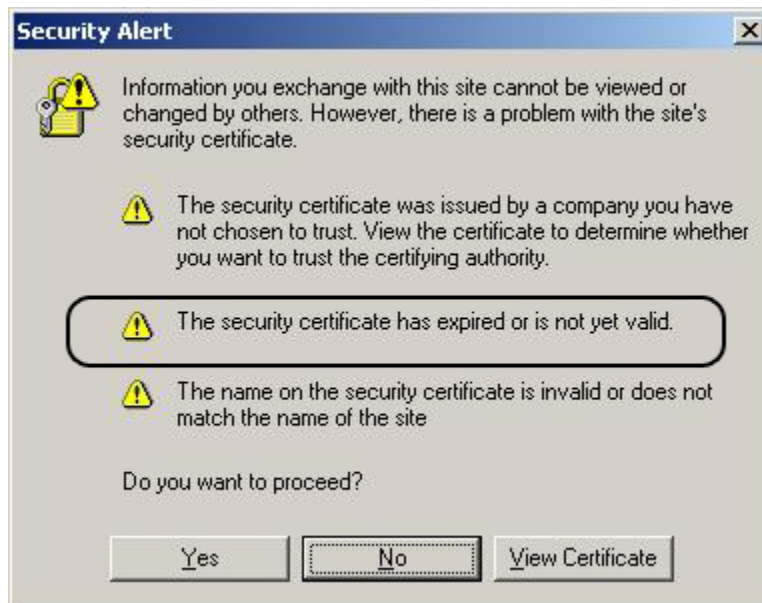 Security Alert
Information you exchange with this site cannot be viewed or
changed by others. However, there is a problem with the site's
security certificate.
The security certificate was issued by a company you have
not chosen to trust. View the certificate to determine whether
you want to trust the certifying authority.
The security certificate has expired or is not yet valid.
The name on the security certificate is invalid or does not
match the name of the site
Do you want to proceed?
Yes No View Certificate